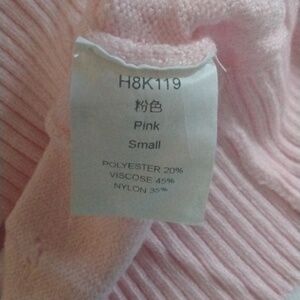 H8K119
粉色
Pink
Small
POLYESTER 20%
VISCOSE 45%
NYLON 35%